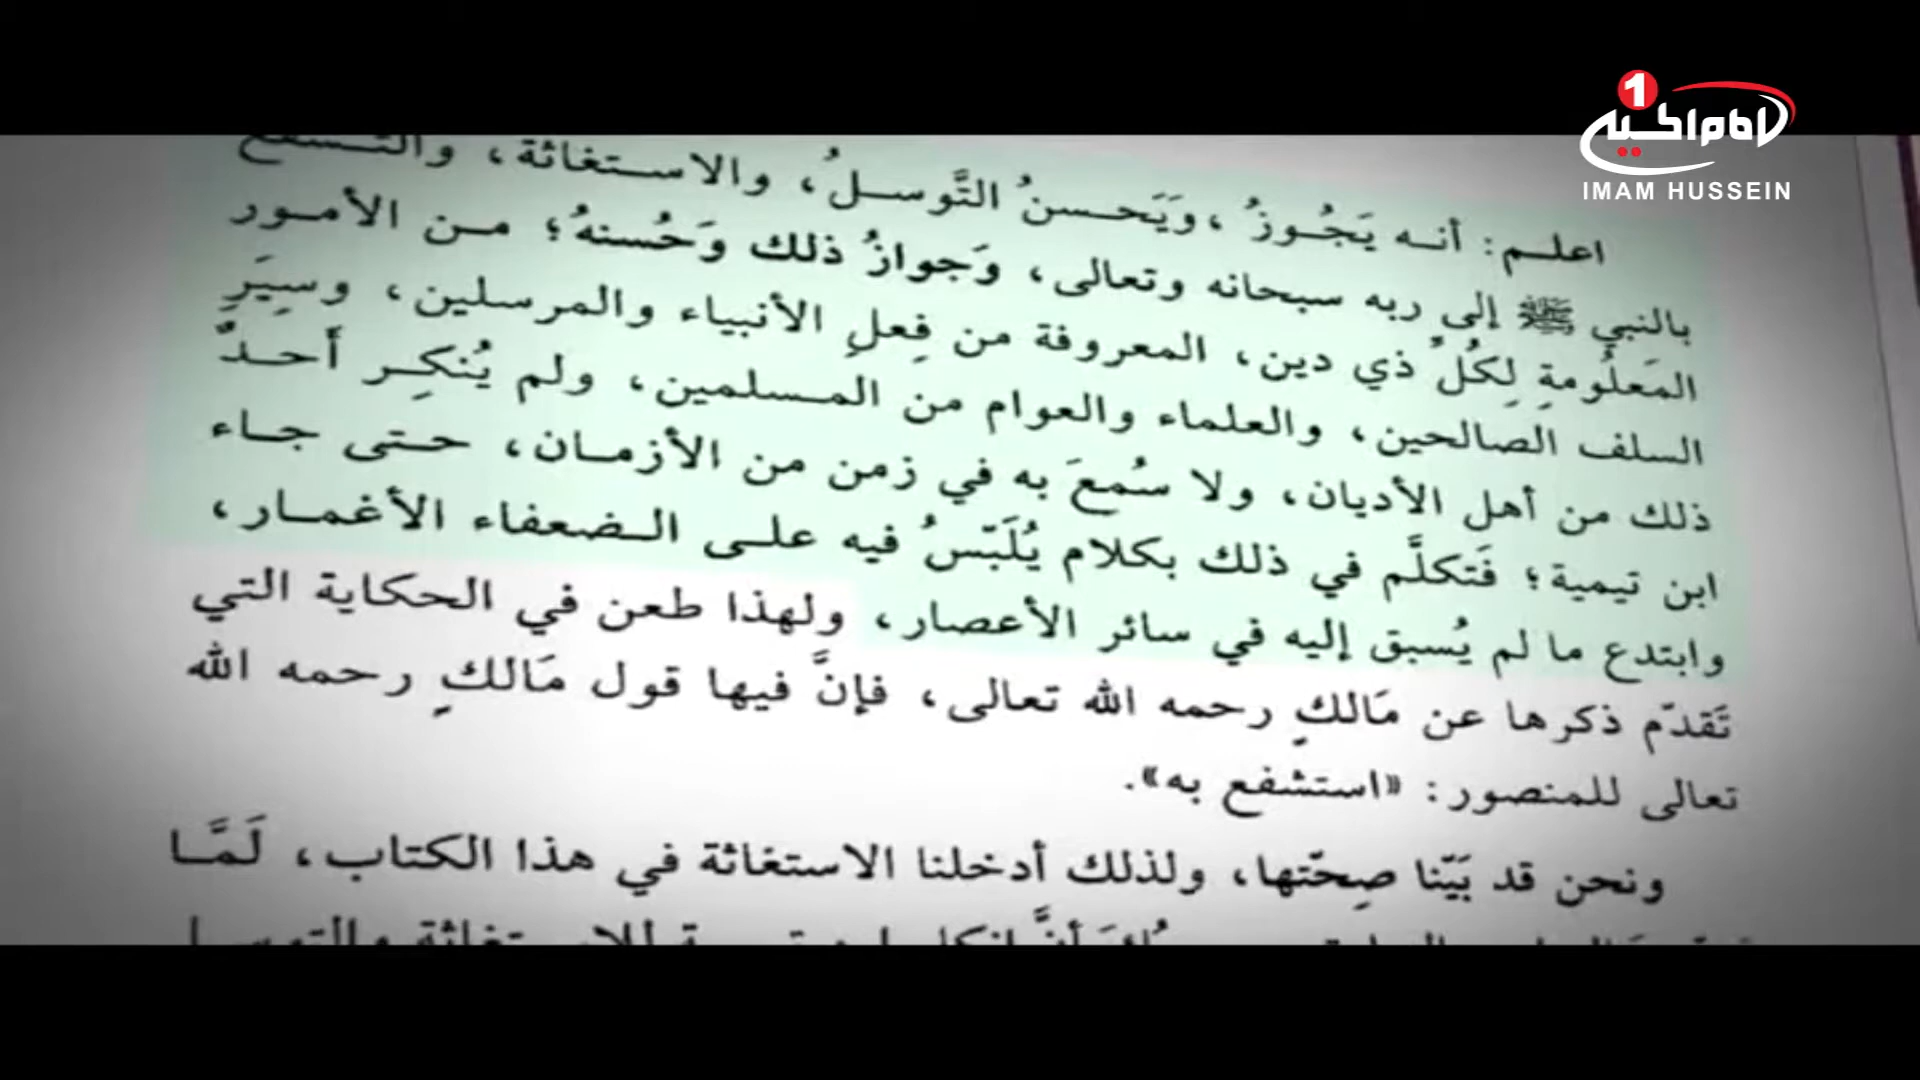 1
IMAM HUSSEIN
اعلم: أنه يَجُوزُ، ويَحسنُ التَّوسلُ، والاستغاثة، والتشفع
بالنبي ﷺ إلى ربه سبحانه وتعالى، وَجوازُ ذلك وَحُسنهُ؛ من الأمور
المَعلُومةِ لِكُلِّ ذي دين، المعروفة من فِعلِ الأنبياء والمرسلين، وسِيَرِ
السلف الصالحين، والعلماء والعوام من المسلمين، ولم يُنكِر أَحدٌ
ذلك من أهل الأديان، ولا سُمعَ به في زمن من الأزمان، حتى جاء
ابن تيمية؛ فَتكلَّم في ذلك بكلام يُلَبّسُ فيه على الضعفاء الأغمار،
وابتدع ما لم يُسبق إليه في سائر الأعصار، ولهذا طعن في الحكاية التي
تَقدّم ذكرها عن مَالكٍ رحمه الله تعالى، فإنَّ فيها قول مَالكٍ رحمه الله
تعالى للمنصور: «استشفع به».
ونحن قد بَيّنا صِحّتها، ولذلك أدخلنا الاستغاثة في هذا الكتاب، لَمَّا